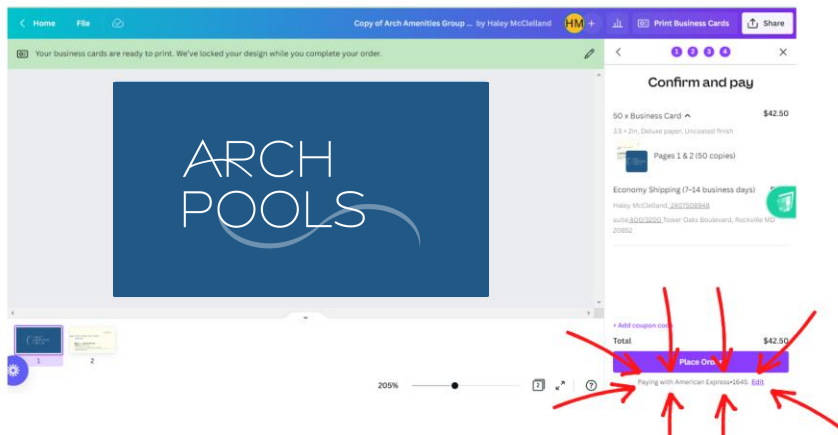 Home File Copy of Arch Amenities Group ... by Haley McClelland HM + Print Business Cards Share
Your business cards are ready to print. We've locked your design while you complete your order.
1 2 3 4
Confirm and pay
50 x Business Card $42.50
3.5 × 2in, Deluxe paper, Uncoated finish
Pages 1 & 2 (50 copies)
Economy Shipping (7-14 business days)
Haley McClelland, 2407508948
suite 400/3200 Tower Oaks Boulevard, Rockville MD
20852
ARCH
POOLS
+ Add coupon code
Total $42.50
Place Order
Paying with American Express•1645. Edit
1 2
205% 2